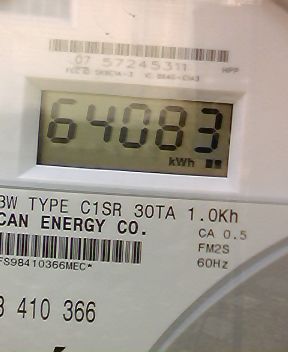 07 57245311 HPP
64083
kWh
3W TYPE C1SR 30TA 1.0Kh
CAN ENERGY CO. CA 0.5
FM2S
FS98410366MEC* 60Hz
3 410 366